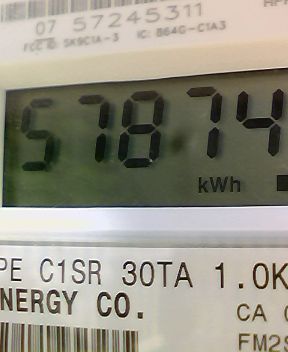 07 57245311
FCC ID: SK9C1A-3 IC: 864G-C1A3
57874
kWh
PE C1SR 30TA 1.0K
NERGY CO.
CA
FM2S